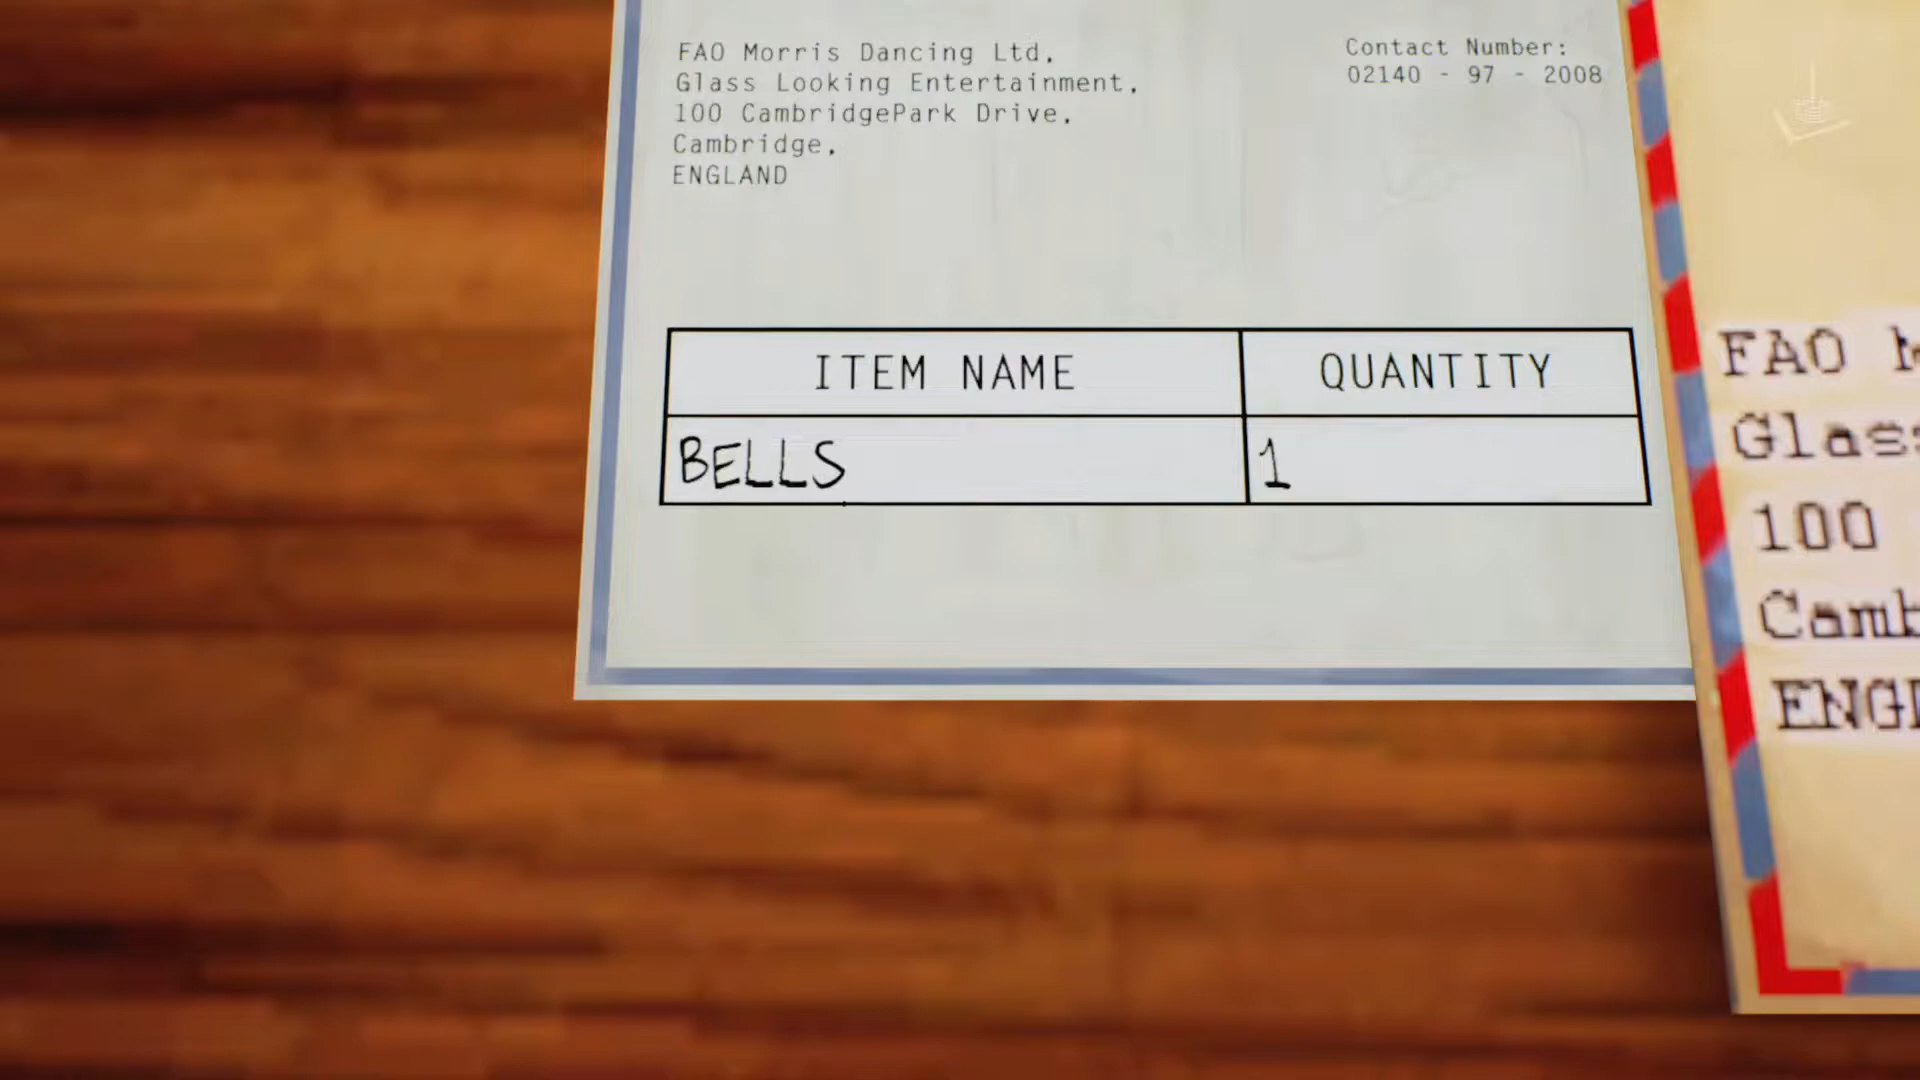 FAO Morris Dancing Ltd,
Glass Looking Entertainment,
100 CambridgePark Drive,
Cambridge,
ENGLAND
Contact Number:
02140 - 97 - 2008
ITEM NAME QUANTITY
BELLS 1
FAO
100